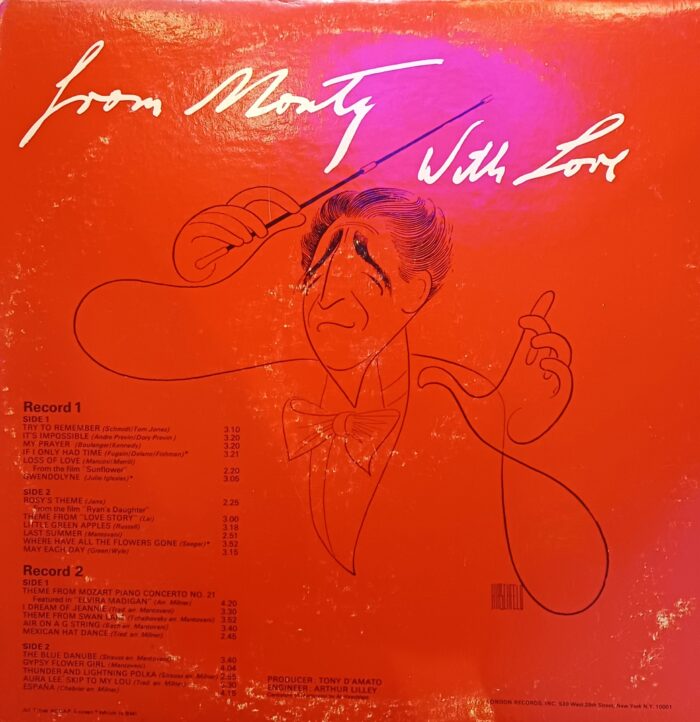 From Monty
With Love
Record 1
SIDE 1
TRY TO REMEMBER (Schmidt/Tom Jones) 3.10
IT'S IMPOSSIBLE (Andre Previn/Dory Previn) 3.20
MY PRAYER (Boulanger/Kennedy) 3.20
IF I ONLY HAD TIME (Fugain/Delano/Fishman)* 3.21
LOSS OF LOVE (Mancini/Merrill)
From the film "Sunflower" 2.20
GWENDOLYNE (Julio Iglesias)* 3.05
SIDE 2
ROSY'S THEME (Jarre) 2.25
From the film "Ryan's Daughter"
THEME FROM "LOVE STORY" (Lai) 3.00
LITTLE GREEN APPLES (Russell) 3.18
LAST SUMMER (Mantovani) 2.51
WHERE HAVE ALL THE FLOWERS GONE (Seeger)* 3.52
MAY EACH DAY (Green/Wyle) 3.15
Record 2
SIDE 1
THEME FROM MOZART PIANO CONCERTO NO. 21
Featured in "ELVIRA MADIGAN" (Arr. Milner) 4.20
I DREAM OF JEANNIE (Trad. arr. Mantovani) 3.30
THEME FROM SWAN LAKE (Tchaikovsky arr. Mantovani) 3.52
AIR ON A G STRING (Bach arr. Mantovani) 3.40
MEXICAN HAT DANCE (Trad. arr. Milner) 2.45
SIDE 2
THE BLUE DANUBE (Strauss arr. Mantovani) 3.40
GYPSY FLOWER GIRL (Mantovani) 4.04
THUNDER AND LIGHTNING POLKA (Strauss arr. Milner) 2.55
AURA LEE, SKIP TO MY LOU (Trad. arr. Milner) 2.30
ESPAÑA (Chabrier arr. Milner) 4.15
HIRSCHFELD
PRODUCER: TONY D'AMATO
ENGINEER: ARTHUR LILLEY
LONDON RECORDS, INC. 539 West 25th Street, New York N.Y. 10001